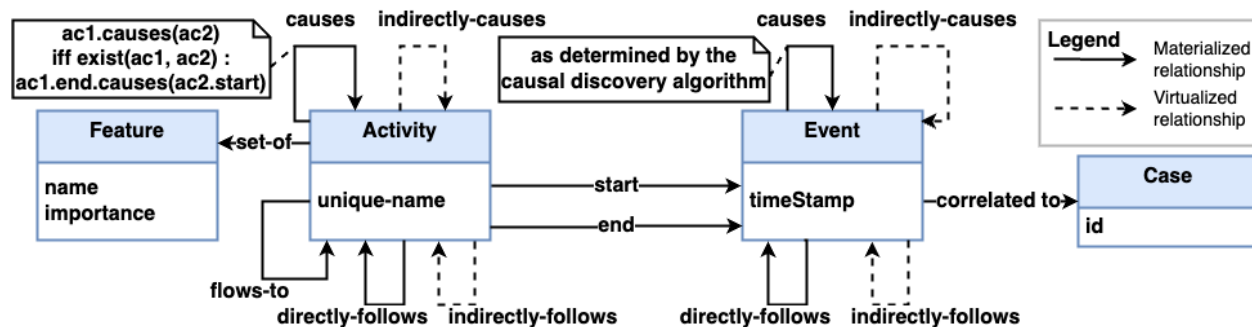 causes
indirectly-causes
causes
indirectly-causes
ac1.causes(ac2)
iff exist(ac1, ac2) :
ac1.end.causes(ac2.start)
as determined by the
causal discovery algorithm
Legend
Materialized
relationship
Virtualized
relationship
Feature
name
importance
set-of
Activity
unique-name
start
end
Event
timeStamp
correlated to
Case
id
flows-to
directly-follows
indirectly-follows
directly-follows
indirectly-follows